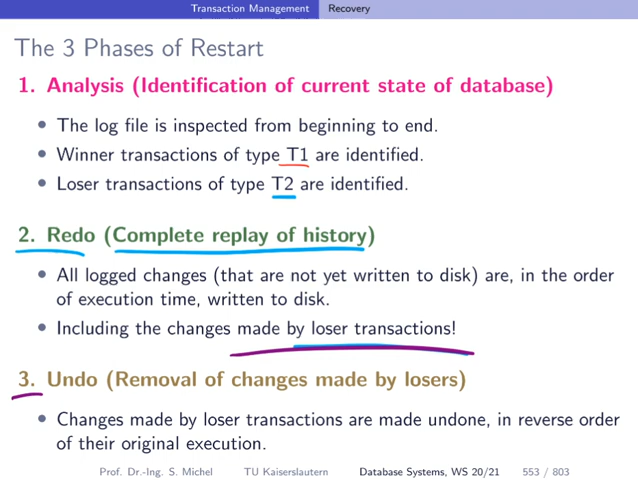 Transaction Management Recovery
The 3 Phases of Restart
1. Analysis (Identification of current state of database)
• The log file is inspected from beginning to end.
• Winner transactions of type T1 are identified.
• Loser transactions of type T2 are identified.
2. Redo (Complete replay of history)
• All logged changes (that are not yet written to disk) are, in the order
of execution time, written to disk.
• Including the changes made by loser transactions!
3. Undo (Removal of changes made by losers)
• Changes made by loser transactions are made undone, in reverse order
of their original execution.
Prof. Dr.-Ing. S. Michel TU Kaiserslautern Database Systems, WS 20/21 553 / 803